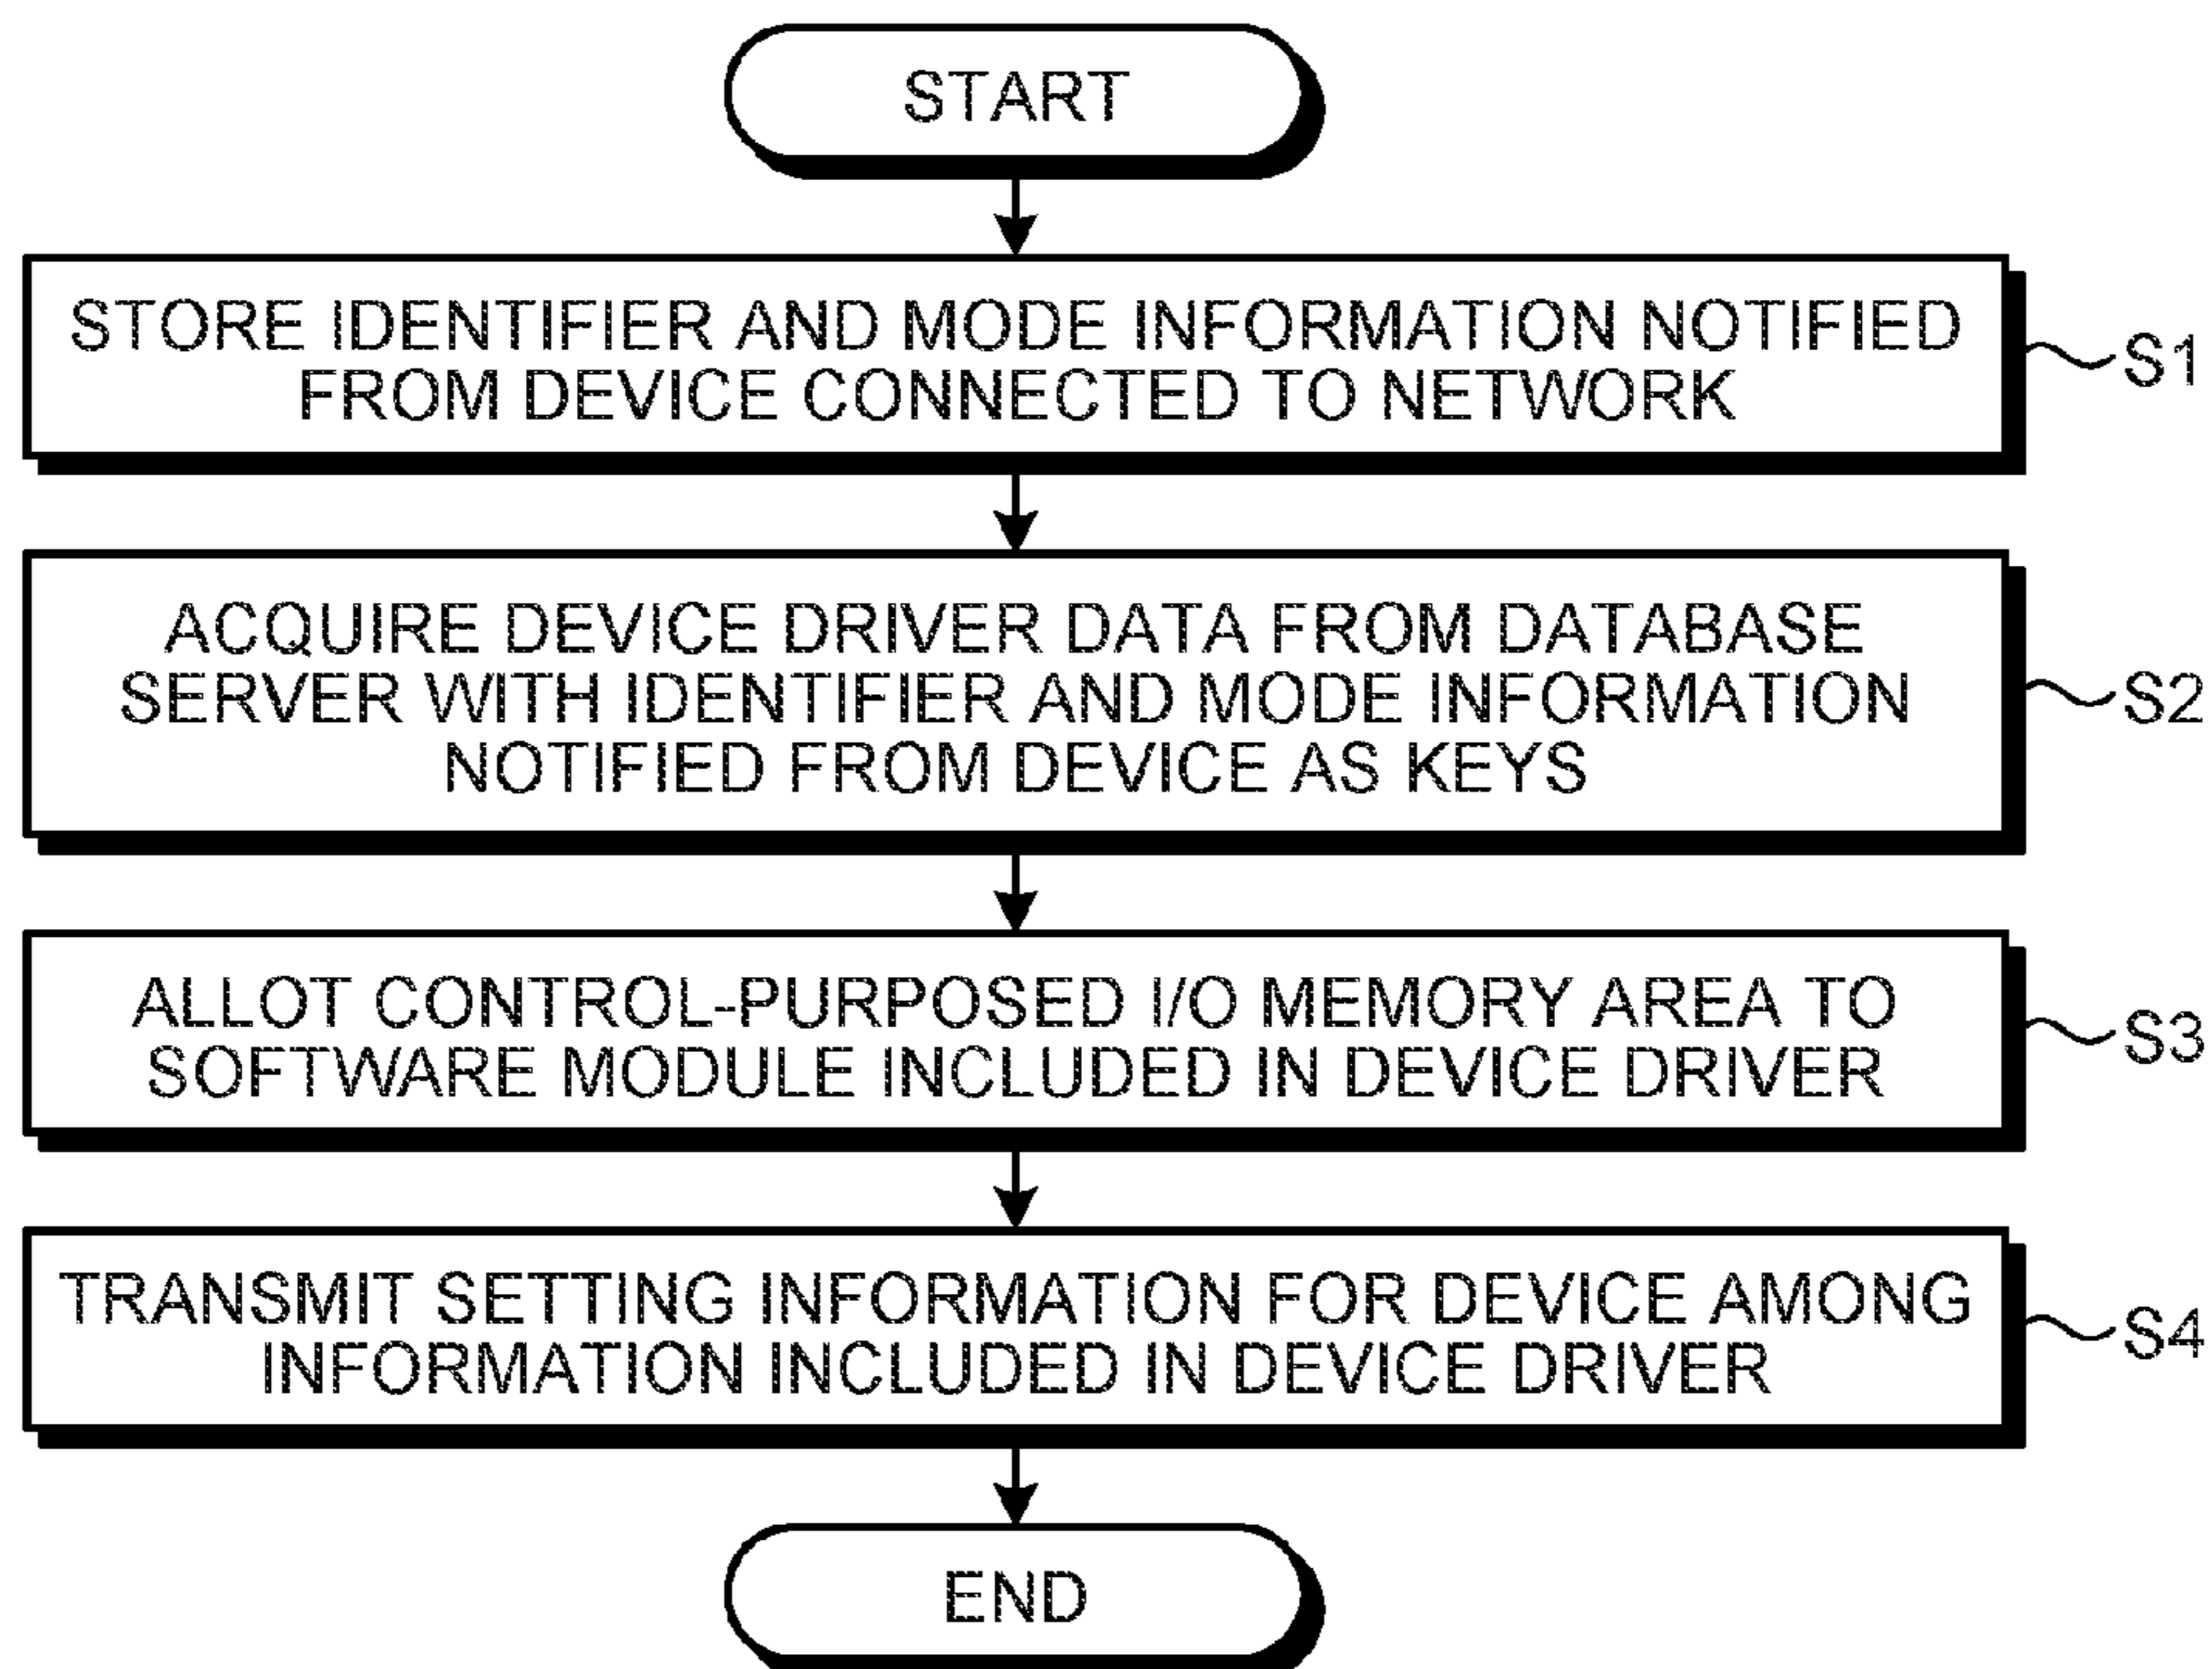 START
STORE IDENTIFIER AND MODE INFORMATION NOTIFIED
FROM DEVICE CONNECTED TO NETWORK
S1
ACQUIRE DEVICE DRIVER DATA FROM DATABASE
SERVER WITH IDENTIFIER AND MODE INFORMATION
NOTIFIED FROM DEVICE AS KEYS
S2
ALLOT CONTROL-PURPOSED I/O MEMORY AREA TO
SOFTWARE MODULE INCLUDED IN DEVICE DRIVER
S3
TRANSMIT SETTING INFORMATION FOR DEVICE AMONG
INFORMATION INCLUDED IN DEVICE DRIVER
S4
END